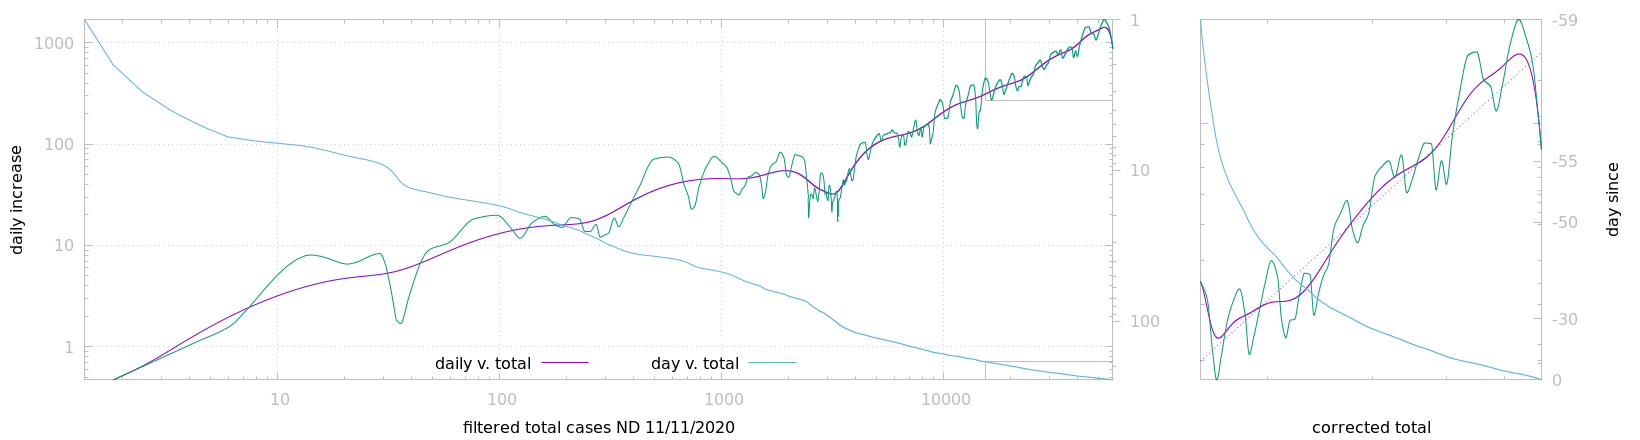 1000
100
10
1
daily increase
10
100
1000
10000
filtered total cases ND 11/11/2020
daily v. total
day v. total
1
10
100
corrected total
-59
-55
-50
-30
0
day since